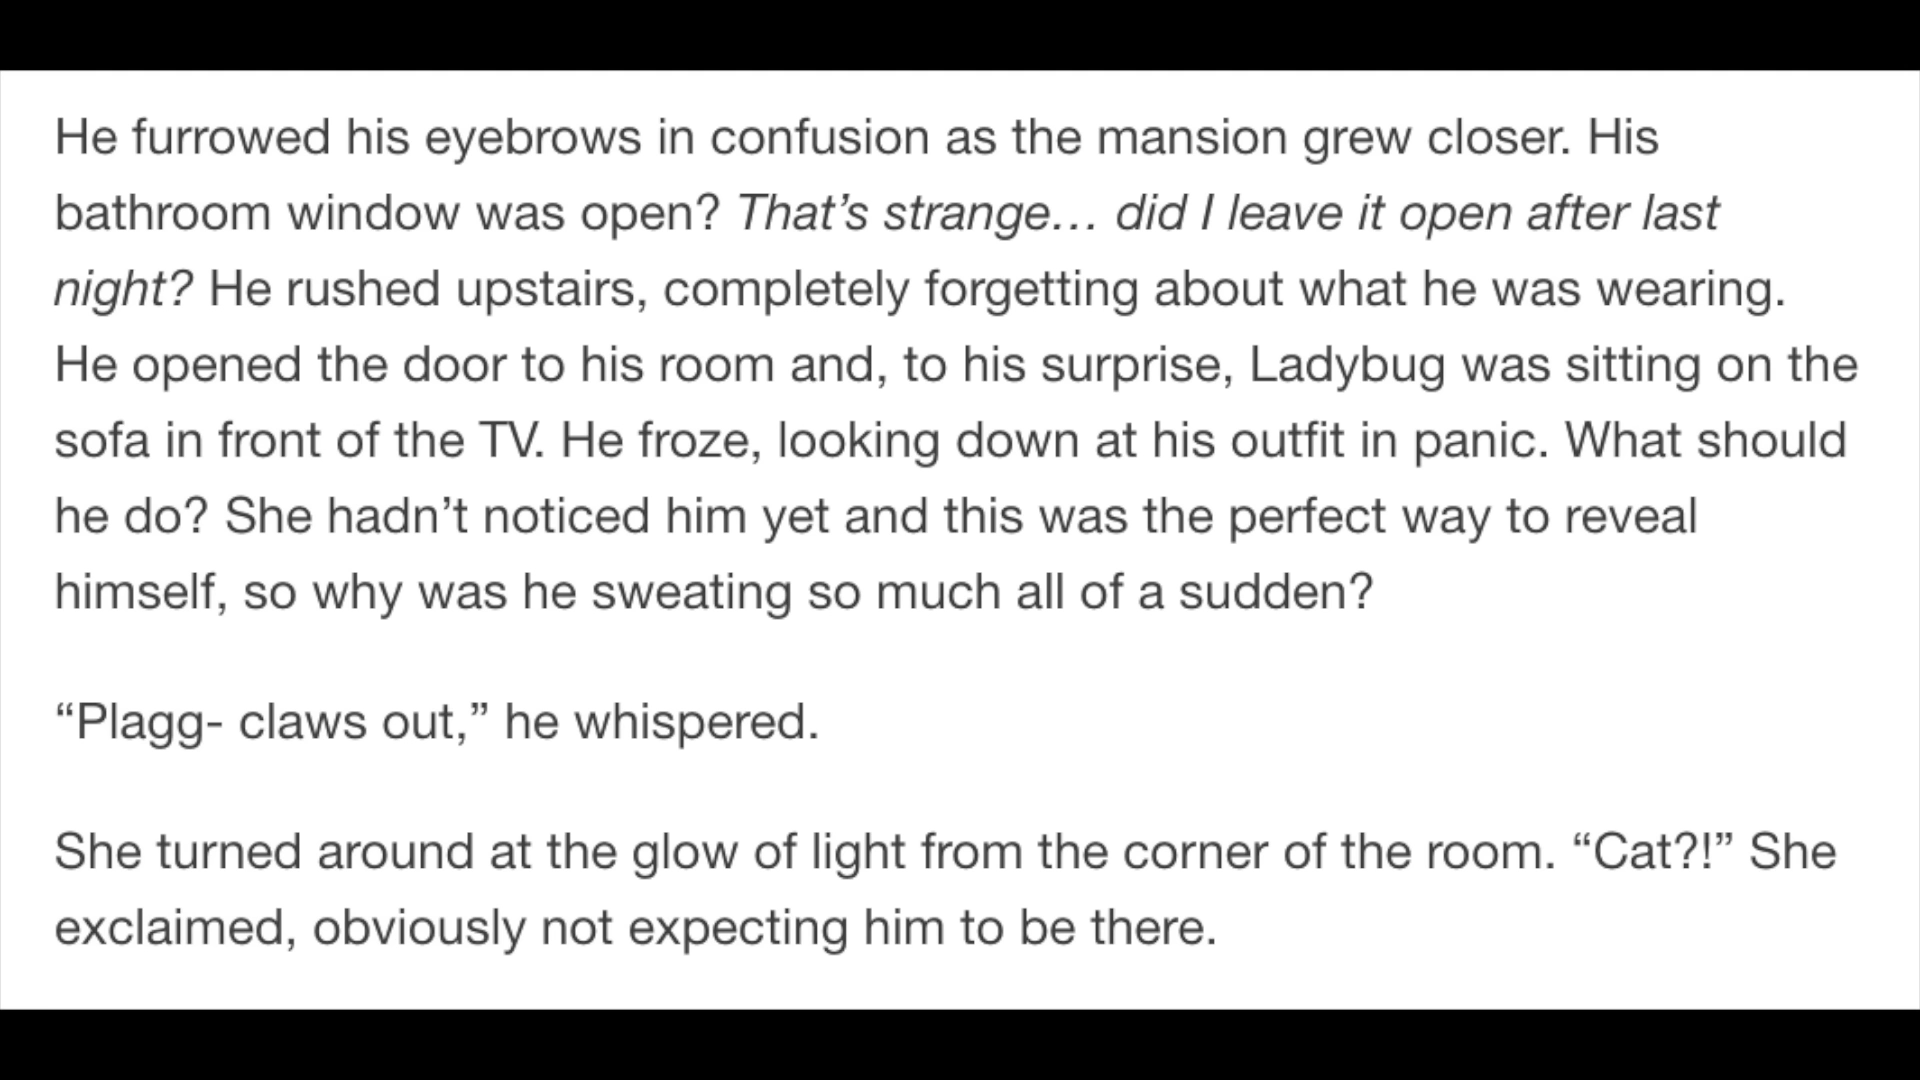 He furrowed his eyebrows in confusion as the mansion grew closer. His
bathroom window was open? That’s strange… did I leave it open after last
night? He rushed upstairs, completely forgetting about what he was wearing.
He opened the door to his room and, to his surprise, Ladybug was sitting on the
sofa in front of the TV. He froze, looking down at his outfit in panic. What should
he do? She hadn’t noticed him yet and this was the perfect way to reveal
himself, so why was he sweating so much all of a sudden?
“Plagg- claws out,” he whispered.
She turned around at the glow of light from the corner of the room. “Cat?!” She
exclaimed, obviously not expecting him to be there.